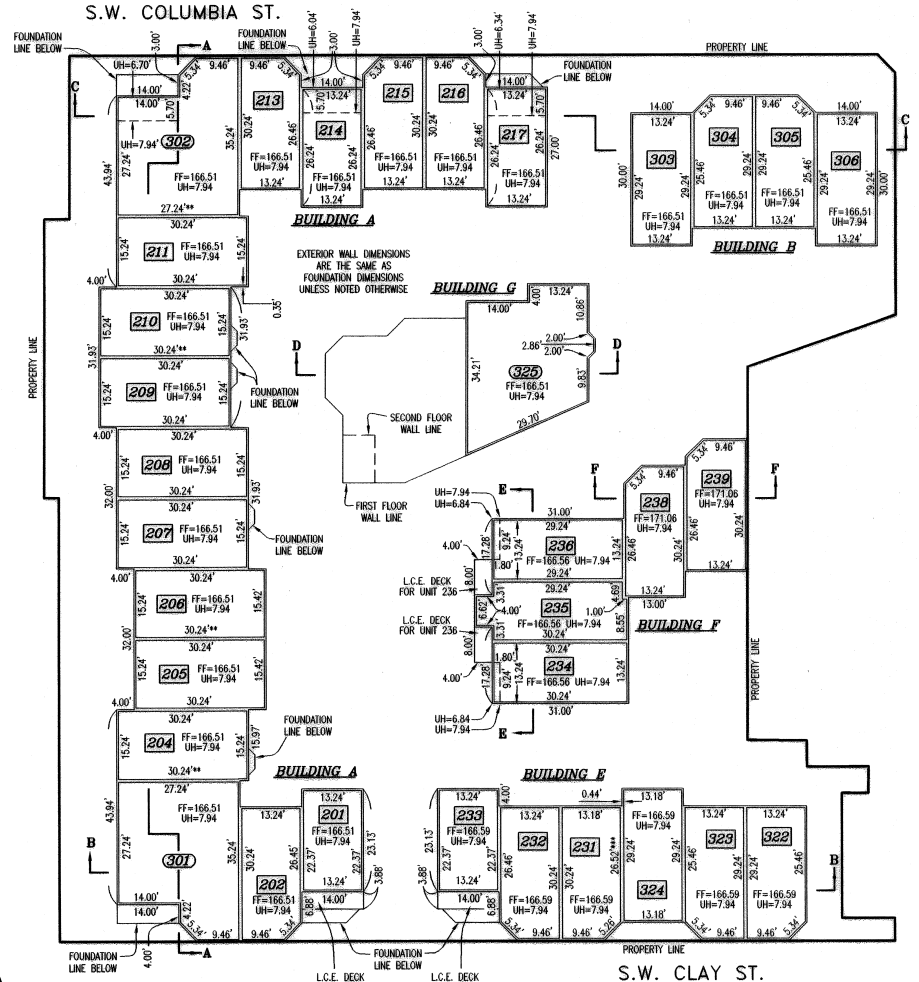 S.W. COLUMBIA ST.
FOUNDATION
LINE BELOW
3.00'
A
FOUNDATION
LINE BELOW
UH=6.04'
3.00'
UH=7.94'
3.00'
UH=6.34'
UH=7.94'
FOUNDATION
LINE BELOW
PROPERTY LINE
UH=6.70'
14.00'
14.00'
5.70'
4.22'
5.34'
9.46'
C
UH=7.94'
302
FF=166.51
UH=7.94
43.94'
27.24'
35.24'
27.24'**
9.46'
5.34'
213
FF=166.51
UH=7.94
30.24'
26.46'
13.24'
14.00'
13.24'
5.70'
214
FF=166.51
UH=7.94
26.24'
26.24'
13.24'
5.34'
9.46'
215
FF=166.51
UH=7.94
26.46'
30.24'
13.24'
9.46'
5.34'
216
FF=166.51
UH=7.94
30.24'
26.46'
13.24'
14.00'
13.24'
5.70'
217
FF=166.51
UH=7.94
26.24'
26.24'
27.00'
13.24'
BUILDING A
14.00'
13.24'
303
FF=166.51
UH=7.94
30.00'
29.24'
29.24'
13.24'
5.34'
9.46'
304
FF=166.51
UH=7.94
25.46'
29.24'
13.24'
9.46'
5.34'
305
FF=166.51
UH=7.94
29.24'
25.46'
13.24'
14.00'
13.24'
306
FF=166.51
UH=7.94
29.24'
29.24'
30.00'
13.24'
C
BUILDING B
30.24'
15.24'
211
FF=166.51
UH=7.94
15.24'
30.24'
4.00'
0.35'
EXTERIOR WALL DIMENSIONS
ARE THE SAME AS
FOUNDATION DIMENSIONS
UNLESS NOTED OTHERWISE
30.24'
15.24'
210
FF=166.51
UH=7.94
15.24'
30.24'**
31.93'
31.93'
30.24'
15.24'
209
FF=166.51
UH=7.94
15.24'
30.24'
4.00'
FOUNDATION
LINE BELOW
PROPERTY LINE
BUILDING G
13.24'
4.00'
14.00'
10.86'
2.00'
2.86'
2.00'
9.83'
34.21'
325
FF=166.51
UH=7.94
29.70'
D
D
SECOND FLOOR
WALL LINE
FIRST FLOOR
WALL LINE
30.24'
15.24'
208
FF=166.51
UH=7.94
15.24'
30.24'
32.00'
31.93'
30.24'
15.24'
207
FF=166.51
UH=7.94
15.24'
30.24'
4.00'
FOUNDATION
LINE BELOW
30.24'
15.24'
206
FF=166.51
UH=7.94
15.42'
30.24'**
32.00'
30.24'
15.24'
205
FF=166.51
UH=7.94
15.42'
30.24'
4.00'
30.24'
15.24'
204
FF=166.51
UH=7.94
15.24'
15.97'
30.24'**
FOUNDATION
LINE BELOW
UH=7.94
UH=6.84
E
31.00'
29.24'
17.28'
9.24'
13.24'
236
FF=166.56 UH=7.94
13.24'
1.80'
29.24'
4.00'
8.00'
L.C.E. DECK
FOR UNIT 236
3.31'
4.00'
6.62'
29.24'
4.69'
235
FF=166.56 UH=7.94
1.00'
8.55'
30.24'
L.C.E. DECK
FOR UNIT 236
3.31'
8.00'
4.00'
30.24'
1.80'
234
FF=166.56 UH=7.94
17.28'
9.24'
13.24'
13.24'
30.24'
31.00'
UH=6.84
UH=7.94
E
F
5.34'
9.46'
238
FF=171.06
UH=7.94
26.46'
30.24'
13.24'
13.00'
5.34'
9.46'
239
FF=171.06
UH=7.94
26.46'
30.24'
13.24'
F
BUILDING F
PROPERTY LINE
BUILDING A
27.24'
FF=166.51
UH=7.94
43.94'
27.24'
301
35.24'
B
14.00'
14.00'
4.22'
5.34'
9.46'
A
4.00'
FOUNDATION
LINE BELOW
13.24'
30.24'
26.45'
FF=166.51
UH=7.94
202
5.34'
9.46'
13.24'
201
FF=166.51
UH=7.94
22.37'
22.37'
23.13'
13.24'
3.88'
14.00'
6.88'
L.C.E. DECK
FOUNDATION
LINE BELOW
L.C.E. DECK
BUILDING E
13.24'
233
FF=166.59
UH=7.94
23.13'
22.37'
22.37'
13.24'
3.88'
14.00'
6.88'
4.00'
13.24'
232
26.46'
30.24'
FF=166.59
UH=7.94
5.34'
9.46'
0.44'
13.18'
231
30.24'
26.52'***
FF=166.59
UH=7.94
9.46'
5.26'
13.18'
FF=166.59
UH=7.94
29.24'
29.24'
324
13.18'
13.24'
323
25.46'
29.24'
FF=166.59
UH=7.94
5.34'
9.46'
13.24'
322
29.24'
25.46'
FF=166.59
UH=7.94
9.46'
5.34'
B
PROPERTY LINE
S.W. CLAY ST.